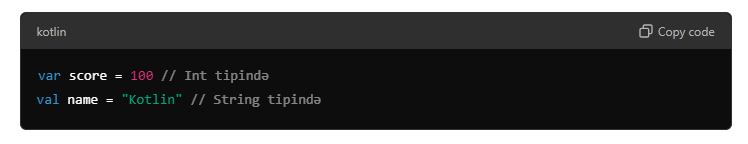 kotlin
Copy code
var score = 100 // Int tipində
val name = "Kotlin" // String tipində